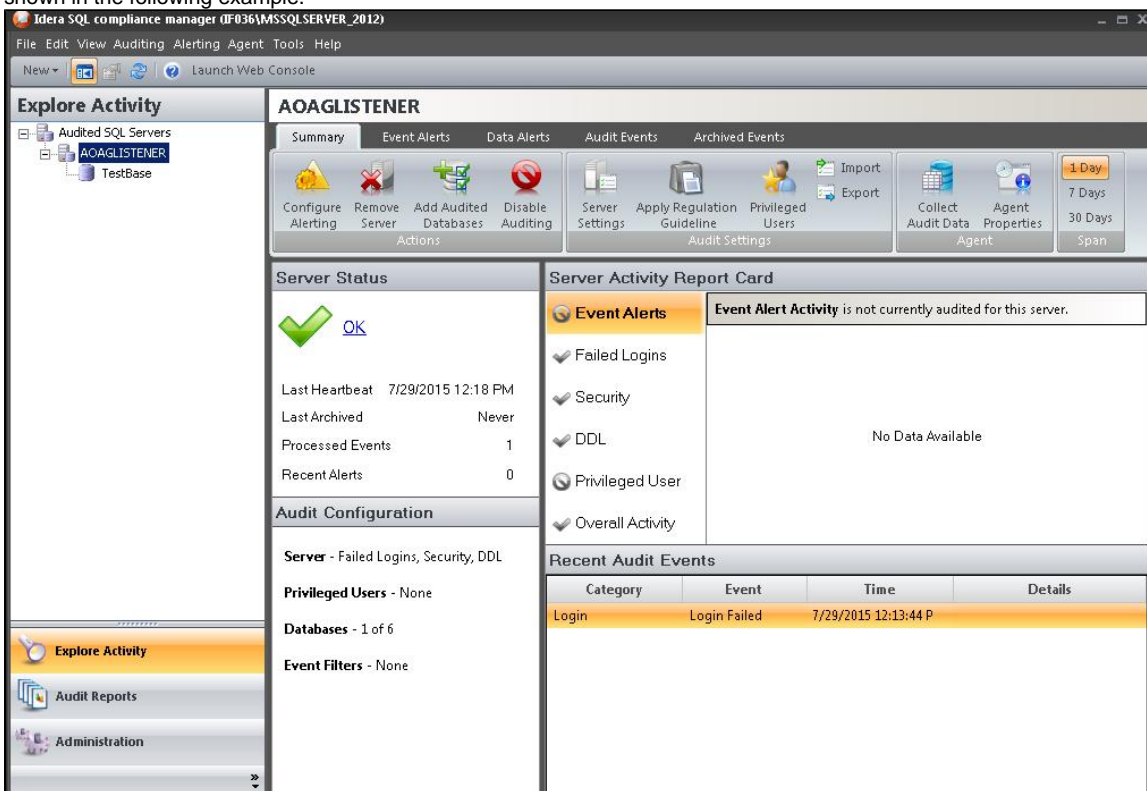 shown in the following example.
Idera SQL compliance manager (IF036\MSSQLSERVER_2012)
File Edit View Auditing Alerting Agent Tools Help
New Launch Web Console
Explore Activity
Audited SQL Servers
AOAGLISTENER
TestBase
Explore Activity
Audit Reports
Administration
AOAGLISTENER
Summary Event Alerts Data Alerts Audit Events Archived Events
Configure Alerting
Remove Server
Add Audited Databases
Disable Auditing
Actions
Server Settings
Apply Regulation Guideline
Privileged Users
Import
Export
Audit Settings
Collect Audit Data
Agent Properties
Agent
1 Day
7 Days
30 Days
Span
Server Status
OK
Last Heartbeat 7/29/2015 12:18 PM
Last Archived Never
Processed Events 1
Recent Alerts 0
Audit Configuration
Server - Failed Logins, Security, DDL
Privileged Users - None
Databases - 1 of 6
Event Filters - None
Server Activity Report Card
Event Alerts
Failed Logins
Security
DDL
Privileged User
Overall Activity
Event Alert Activity is not currently audited for this server.
No Data Available
Recent Audit Events
Category Event Time Details
Login Login Failed 7/29/2015 12:13:44 P